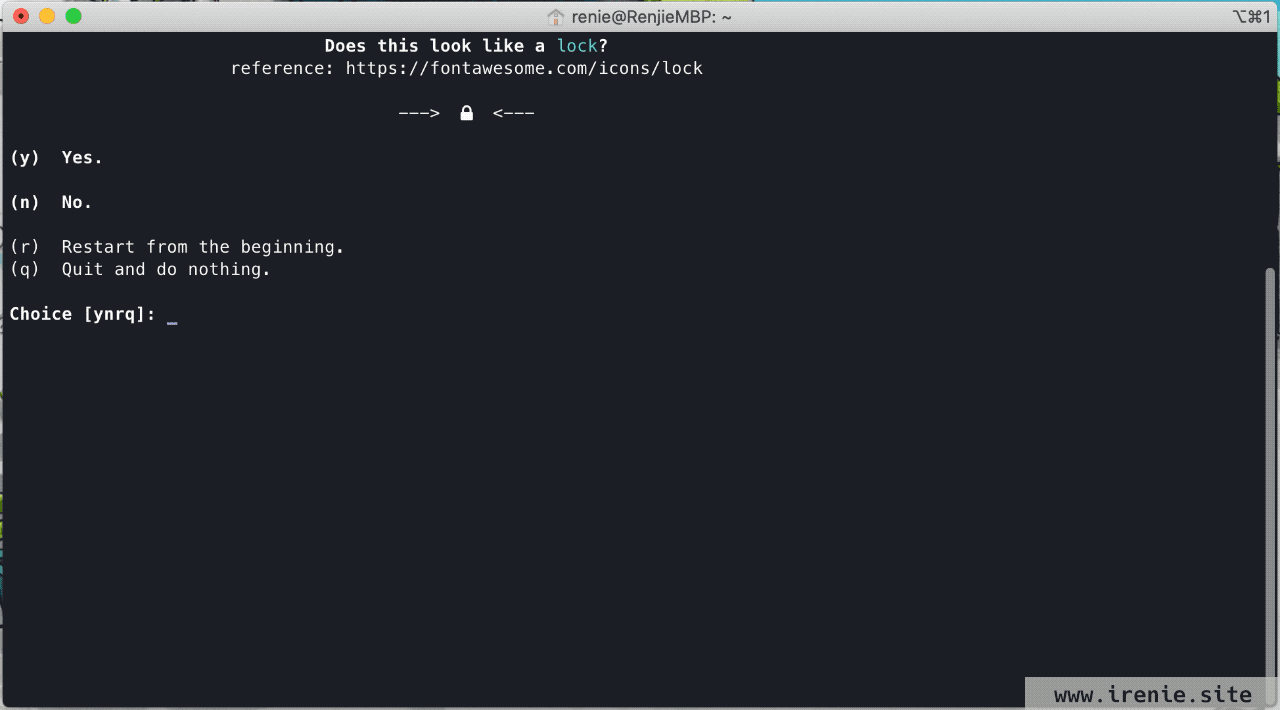 renie@RenjieMBP: ~
⌥⌘1
Does this look like a lock?
reference: https://fontawesome.com/icons/lock
---> <---
(y) Yes.
(n) No.
(r) Restart from the beginning.
(q) Quit and do nothing.
Choice [ynrq]: _
www.irenie.site